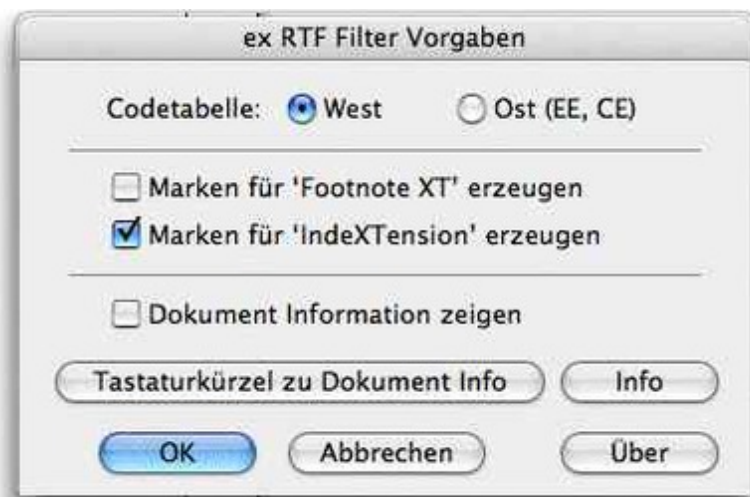 ex RTF Filter Vorgaben
Codetabelle: West Ost (EE, CE)
Marken für 'Footnote XT' erzeugen
Marken für 'IndeXTension' erzeugen
Dokument Information zeigen
Tastaturkürzel zu Dokument Info Info
OK Abbrechen Über